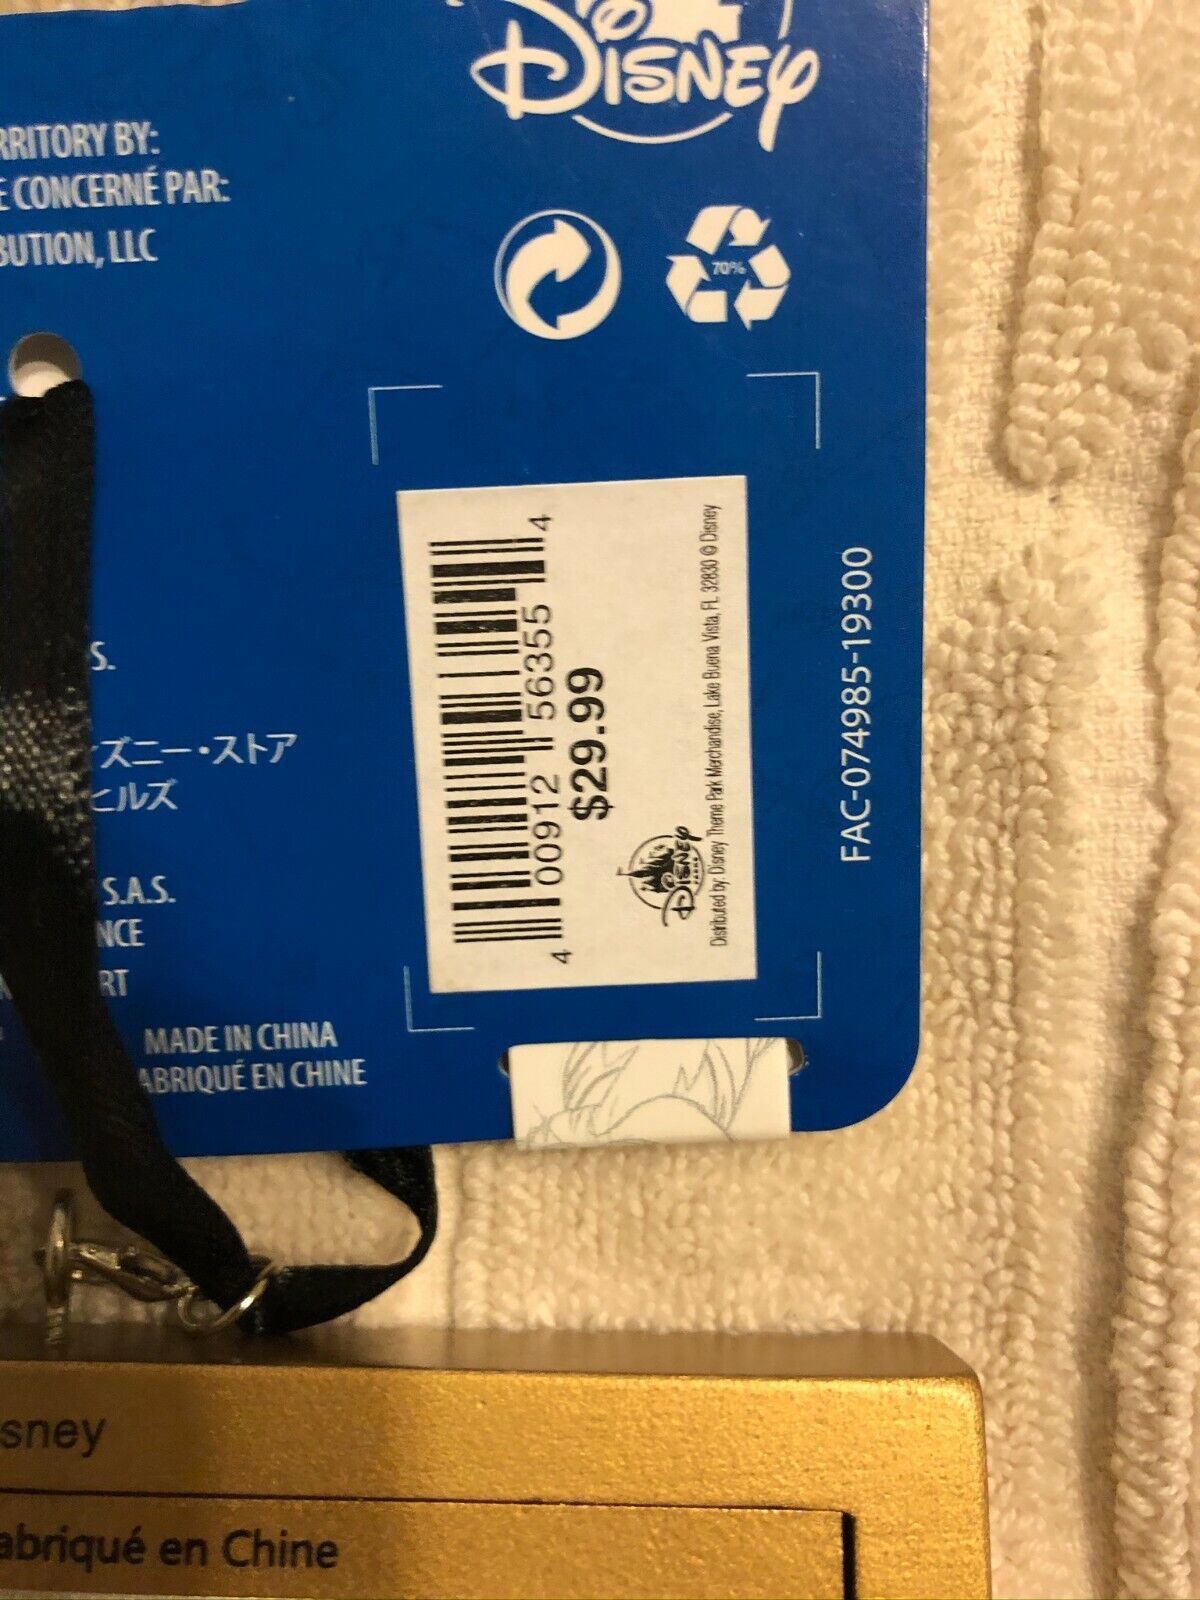 DISNEY
RRITORY BY:
E CONCERNÉ PAR:
BUTION, LLC
70%
S.
ズニー・ストア
ヒルズ
S.A.S.
NCE
RT
MADE IN CHINA
ABRIQUÉ EN CHINE
4 00912 56355 4
$29.99
DISNEY
PARKS
Distributed by: Disney Theme Park Merchandise, Lake Buena Vista, FL 32830 © Disney
FAC-074985-19300
sney
abriqué en Chine